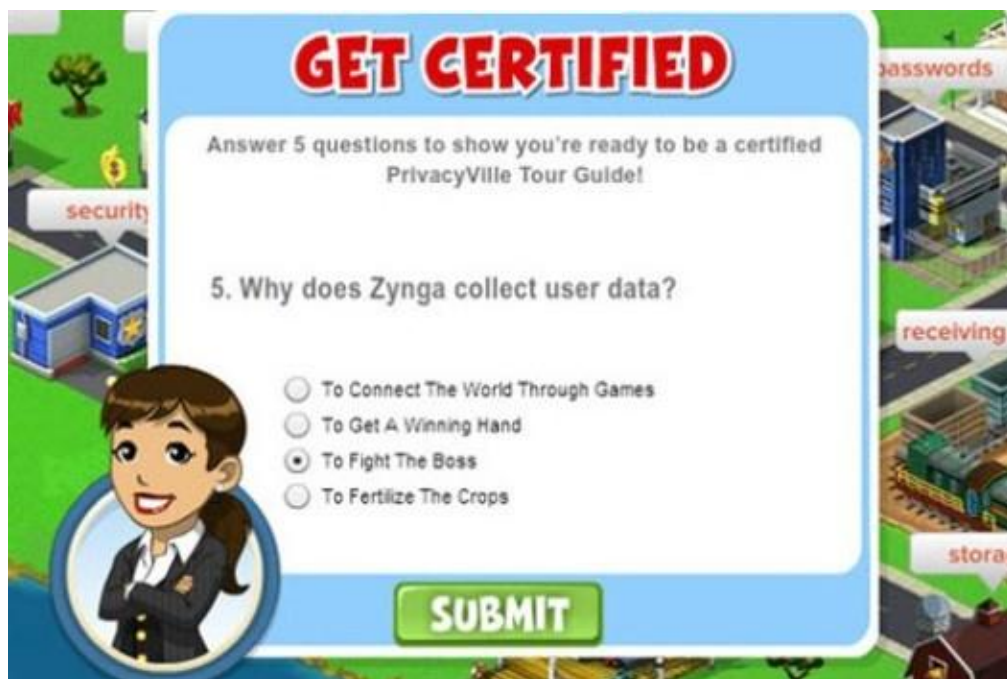 GET CERTIFIED
Answer 5 questions to show you're ready to be a certified
PrivacyVille Tour Guide!
passwords
security
5. Why does Zynga collect user data?
receiving
To Connect The World Through Games
To Get A Winning Hand
To Fight The Boss
To Fertilize The Crops
stora
SUBMIT